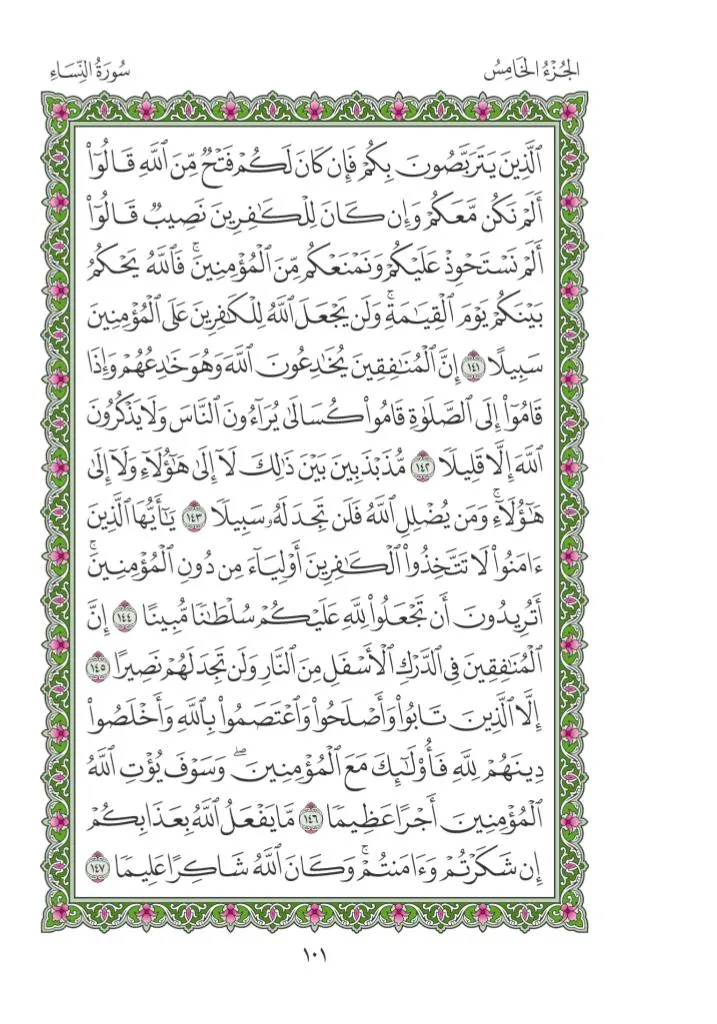 الجُزْءُ الخَامِسُ
سُورَةُ النِّسَاءِ
ٱلَّذِينَ يَتَرَبَّصُونَ بِكُمْ فَإِن كَانَ لَكُمْ فَتْحٌ مِّنَ ٱللَّهِ قَالُوٓا۟
أَلَمْ نَكُن مَّعَكُمْ وَإِن كَانَ لِلْكَـٰفِرِينَ نَصِيبٌ قَالُوٓا۟
أَلَمْ نَسْتَحْوِذْ عَلَيْكُمْ وَنَمْنَعْكُم مِّنَ ٱلْمُؤْمِنِينَ ۚ فَٱللَّهُ يَحْكُمُ
بَيْنَكُمْ يَوْمَ ٱلْقِيَـٰمَةِ ۗ وَلَن يَجْعَلَ ٱللَّهُ لِلْكَـٰفِرِينَ عَلَى ٱلْمُؤْمِنِينَ
سَبِيلًا ١٤١ إِنَّ ٱلْمُنَـٰفِقِينَ يُخَـٰدِعُونَ ٱللَّهَ وَهُوَ خَـٰدِعُهُمْ وَإِذَا
قَامُوٓا۟ إِلَى ٱلصَّلَوٰةِ قَامُوا۟ كُسَالَىٰ يُرَآءُونَ ٱلنَّاسَ وَلَا يَذْكُرُونَ
ٱللَّهَ إِلَّا قَلِيلًا ١٤٢ مُّذَبْذَبِينَ بَيْنَ ذَٰلِكَ لَآ إِلَىٰ هَـٰٓؤُلَآءِ وَلَآ إِلَىٰ
هَـٰٓؤُلَآءِ ۚ وَمَن يُضْلِلِ ٱللَّهُ فَلَن تَجِدَ لَهُۥ سَبِيلًا ١٤٣ يَـٰٓأَيُّهَا ٱلَّذِينَ
ءَامَنُوا۟ لَا تَتَّخِذُوا۟ ٱلْكَـٰفِرِينَ أَوْلِيَآءَ مِن دُونِ ٱلْمُؤْمِنِينَ ۚ
أَتُرِيدُونَ أَن تَجْعَلُوا۟ لِلَّهِ عَلَيْكُمْ سُلْطَـٰنًا مُّبِينًا ١٤٤ إِنَّ
ٱلْمُنَـٰفِقِينَ فِى ٱلدَّرْكِ ٱلْأَسْفَلِ مِنَ ٱلنَّارِ وَلَن تَجِدَ لَهُمْ نَصِيرًا ١٤٥
إِلَّا ٱلَّذِينَ تَابُوا۟ وَأَصْلَحُوا۟ وَٱعْتَصَمُوا۟ بِٱللَّهِ وَأَخْلَصُوا۟
دِينَهُمْ لِلَّهِ فَأُو۟لَـٰٓئِكَ مَعَ ٱلْمُؤْمِنِينَ ۖ وَسَوْفَ يُؤْتِ ٱللَّهُ
ٱلْمُؤْمِنِينَ أَجْرًا عَظِيمًا ١٤٦ مَّا يَفْعَلُ ٱللَّهُ بِعَذَابِكُمْ
إِن شَكَرْتُمْ وَءَامَنتُمْ ۚ وَكَانَ ٱللَّهُ شَاكِرًا عَلِيمًا ١٤٧
١٠١